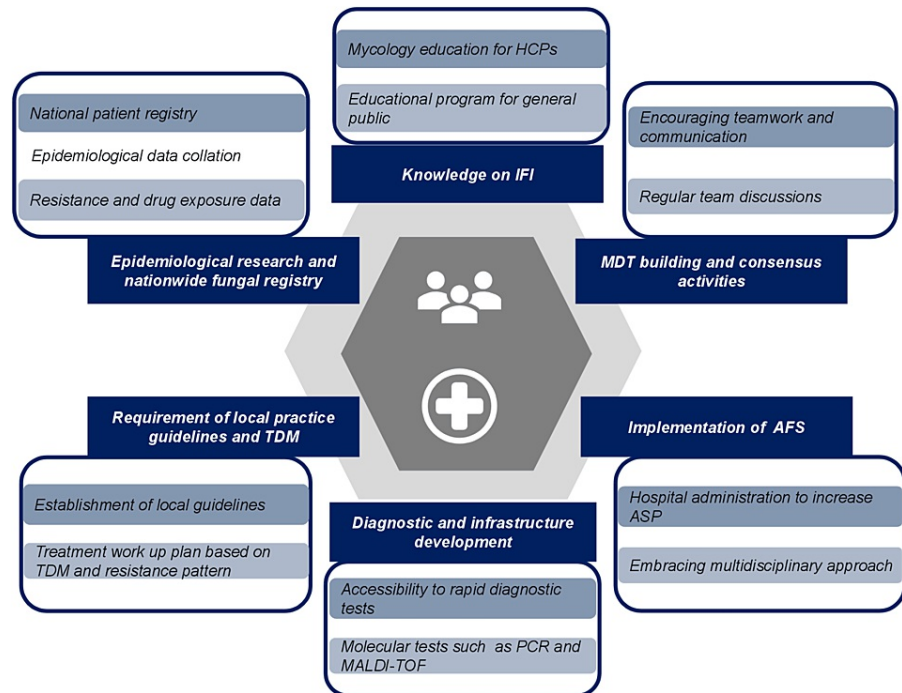 Mycology education for HCPs
Educational program for general
public
Knowledge on IFI
National patient registry
Epidemiological data collation
Resistance and drug exposure data
Epidemiological research and
nationwide fungal registry
Encouraging teamwork and
communication
Regular team discussions
MDT building and consensus
activities
Requirement of local practice
guidelines and TDM
Establishment of local guidelines
Treatment work up plan based on
TDM and resistance pattern
Diagnostic and infrastructure
development
Accessibility to rapid diagnostic
tests
Molecular tests such as PCR and
MALDI-TOF
Implementation of AFS
Hospital administration to increase
ASP
Embracing multidisciplinary approach